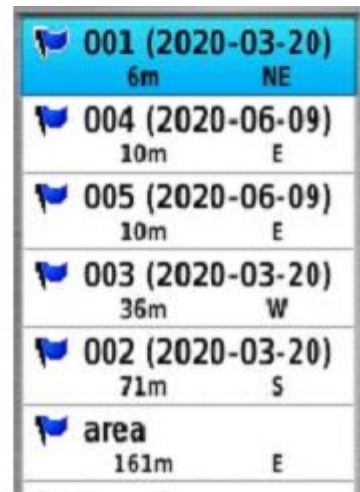 001 (2020-03-20)
6m NE
004 (2020-06-09)
10m E
005 (2020-06-09)
10m E
003 (2020-03-20)
36m W
002 (2020-03-20)
71m S
area
161m E